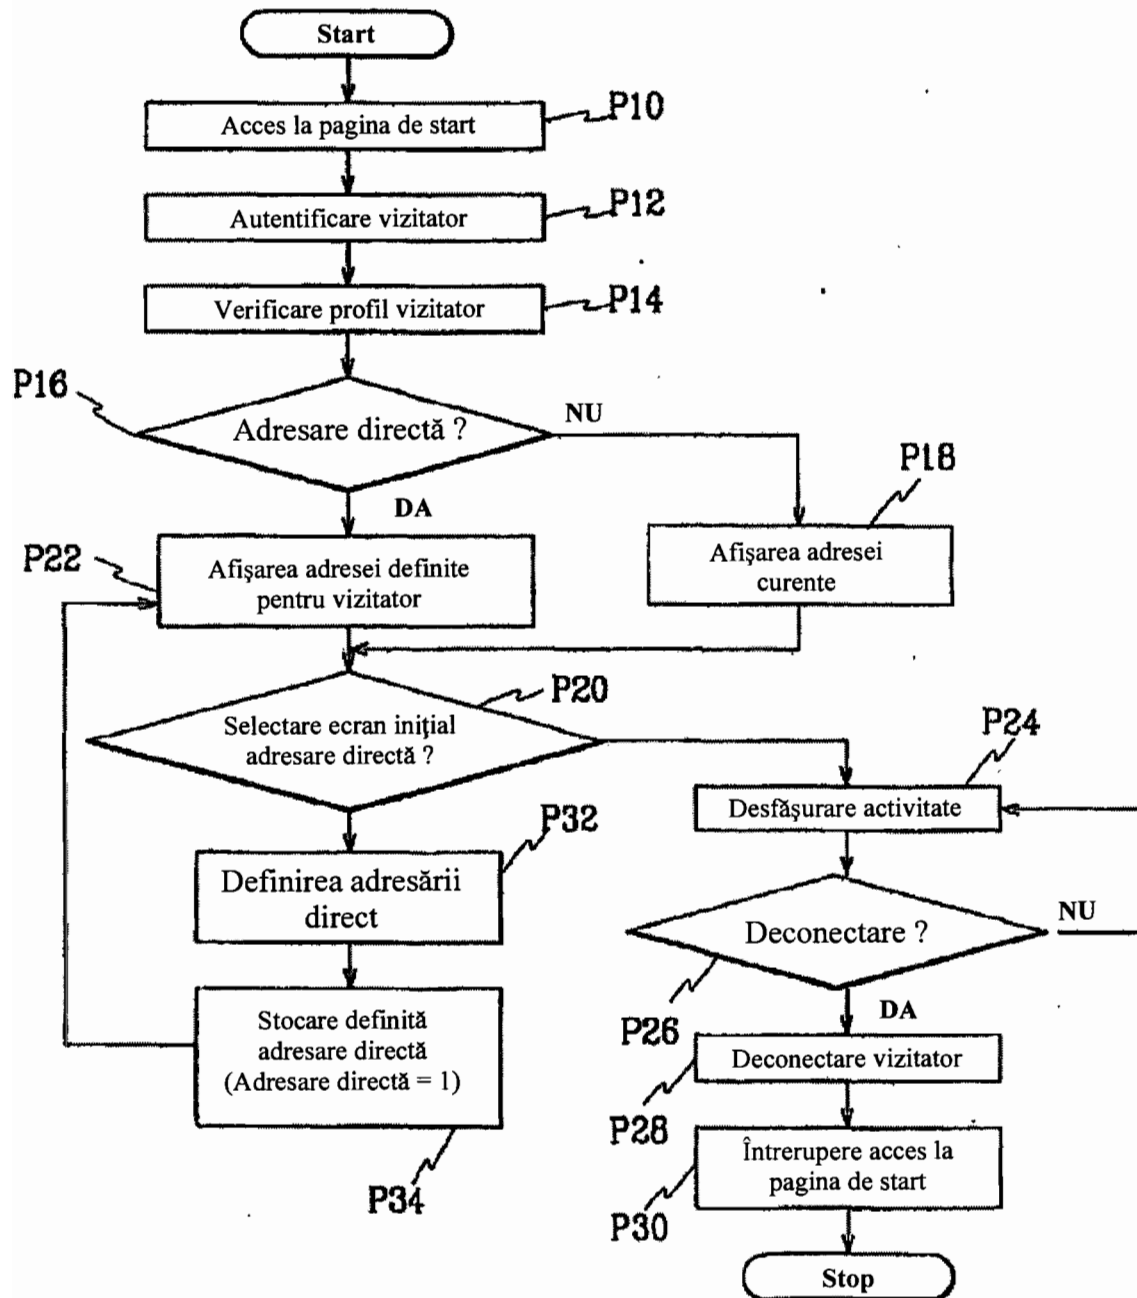 Start
Acces la pagina de start
P10
Autentificare vizitator
P12
Verificare profil vizitator
P14
P16
Adresare directă ?
NU
DA
P18
P22
Afişarea adresei definite
pentru vizitator
Afişarea adresei
curente
P20
Selectare ecran iniţial
adresare directă ?
P24
Desfăşurare activitate
P32
Definirea adresării
direct
Deconectare ?
NU
P26
DA
Stocare definită
adresare directă
(Adresare directă = 1)
Deconectare vizitator
P28
P34
Întrerupere acces la
pagina de start
P30
Stop